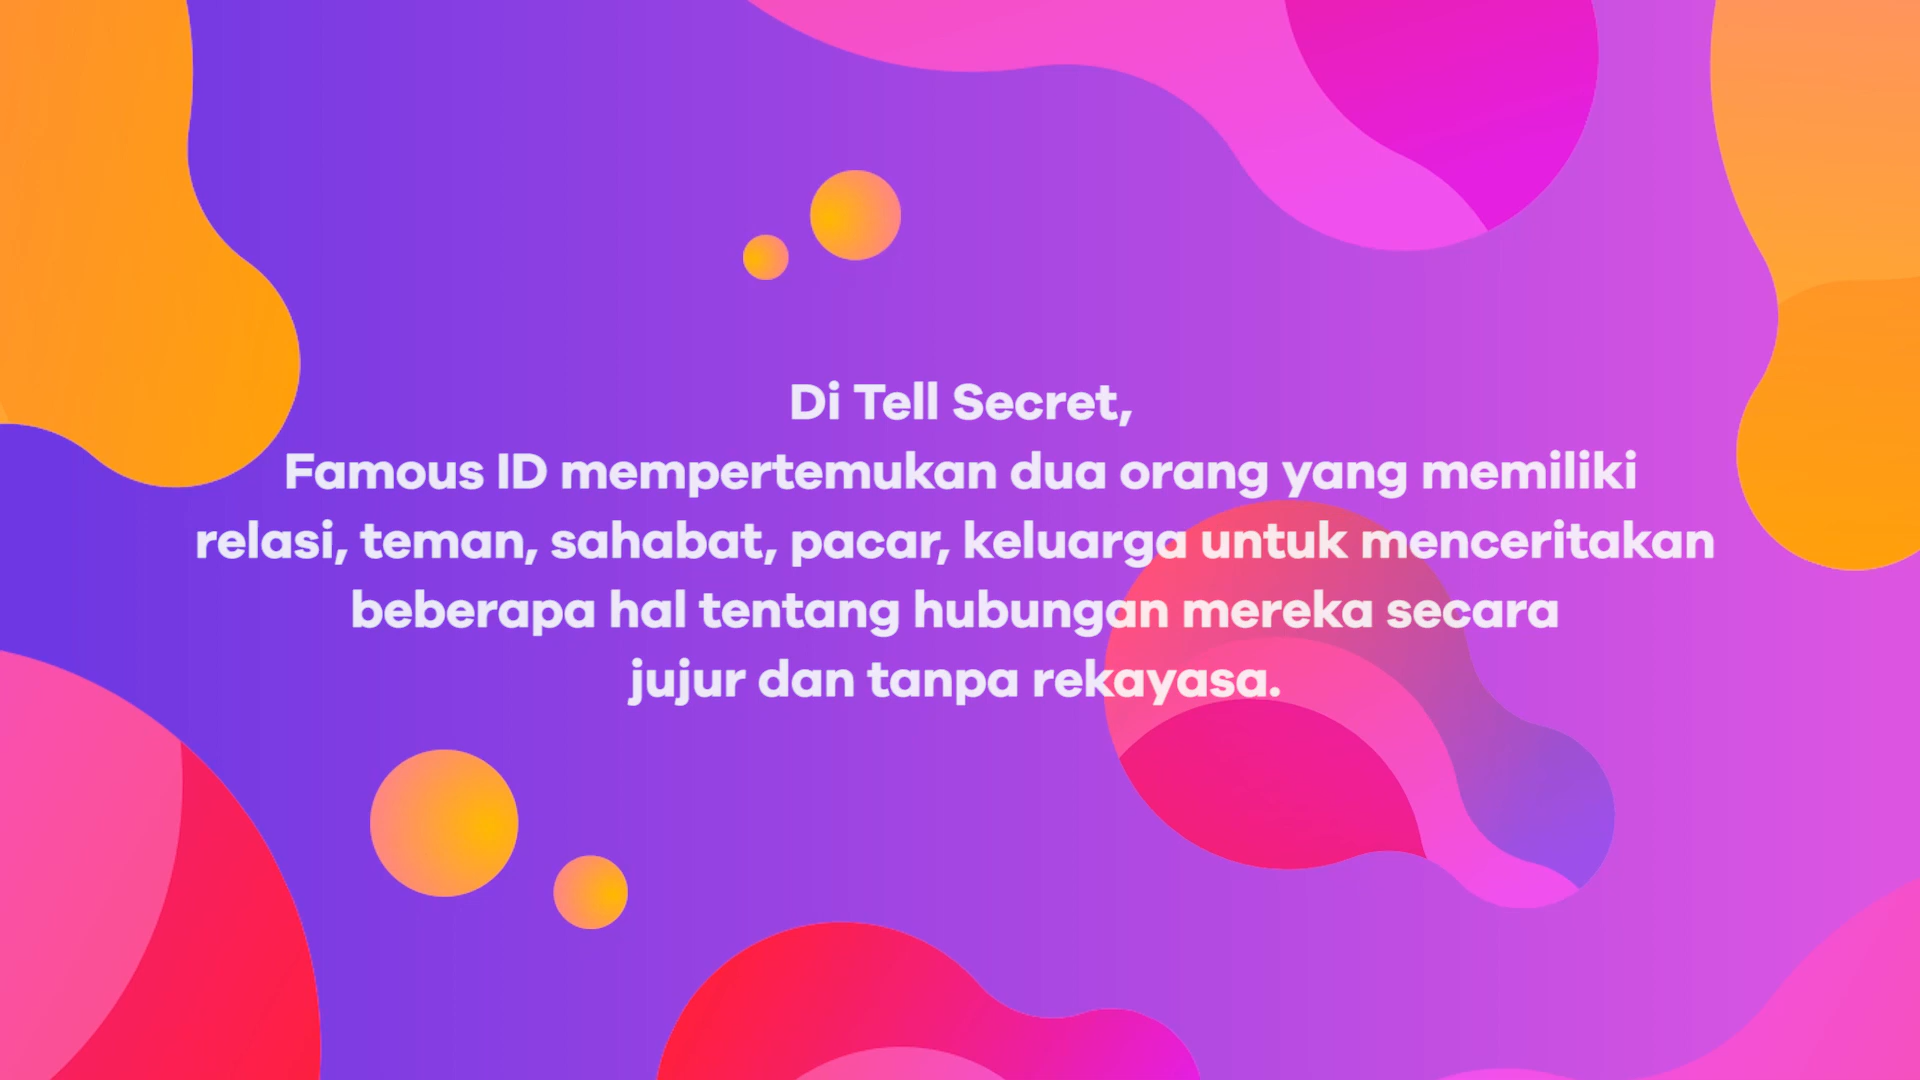 Di Tell Secret,
Famous ID mempertemukan dua orang yang memiliki
relasi, teman, sahabat, pacar, keluarga untuk menceritakan
beberapa hal tentang hubungan mereka secara
jujur dan tanpa rekayasa.